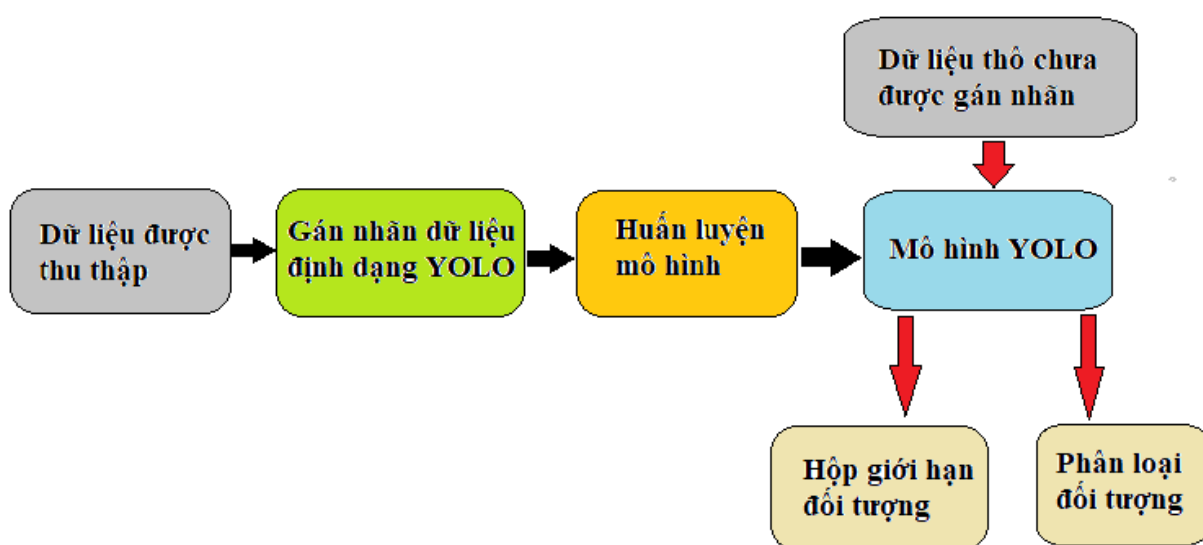 Dữ liệu thô chưa
được gán nhãn
Dữ liệu được
thu thập
Gán nhãn dữ liệu
định dạng YOLO
Huấn luyện
mô hình
Mô hình YOLO
Hộp giới hạn
đối tượng
Phân loại
đối tượng